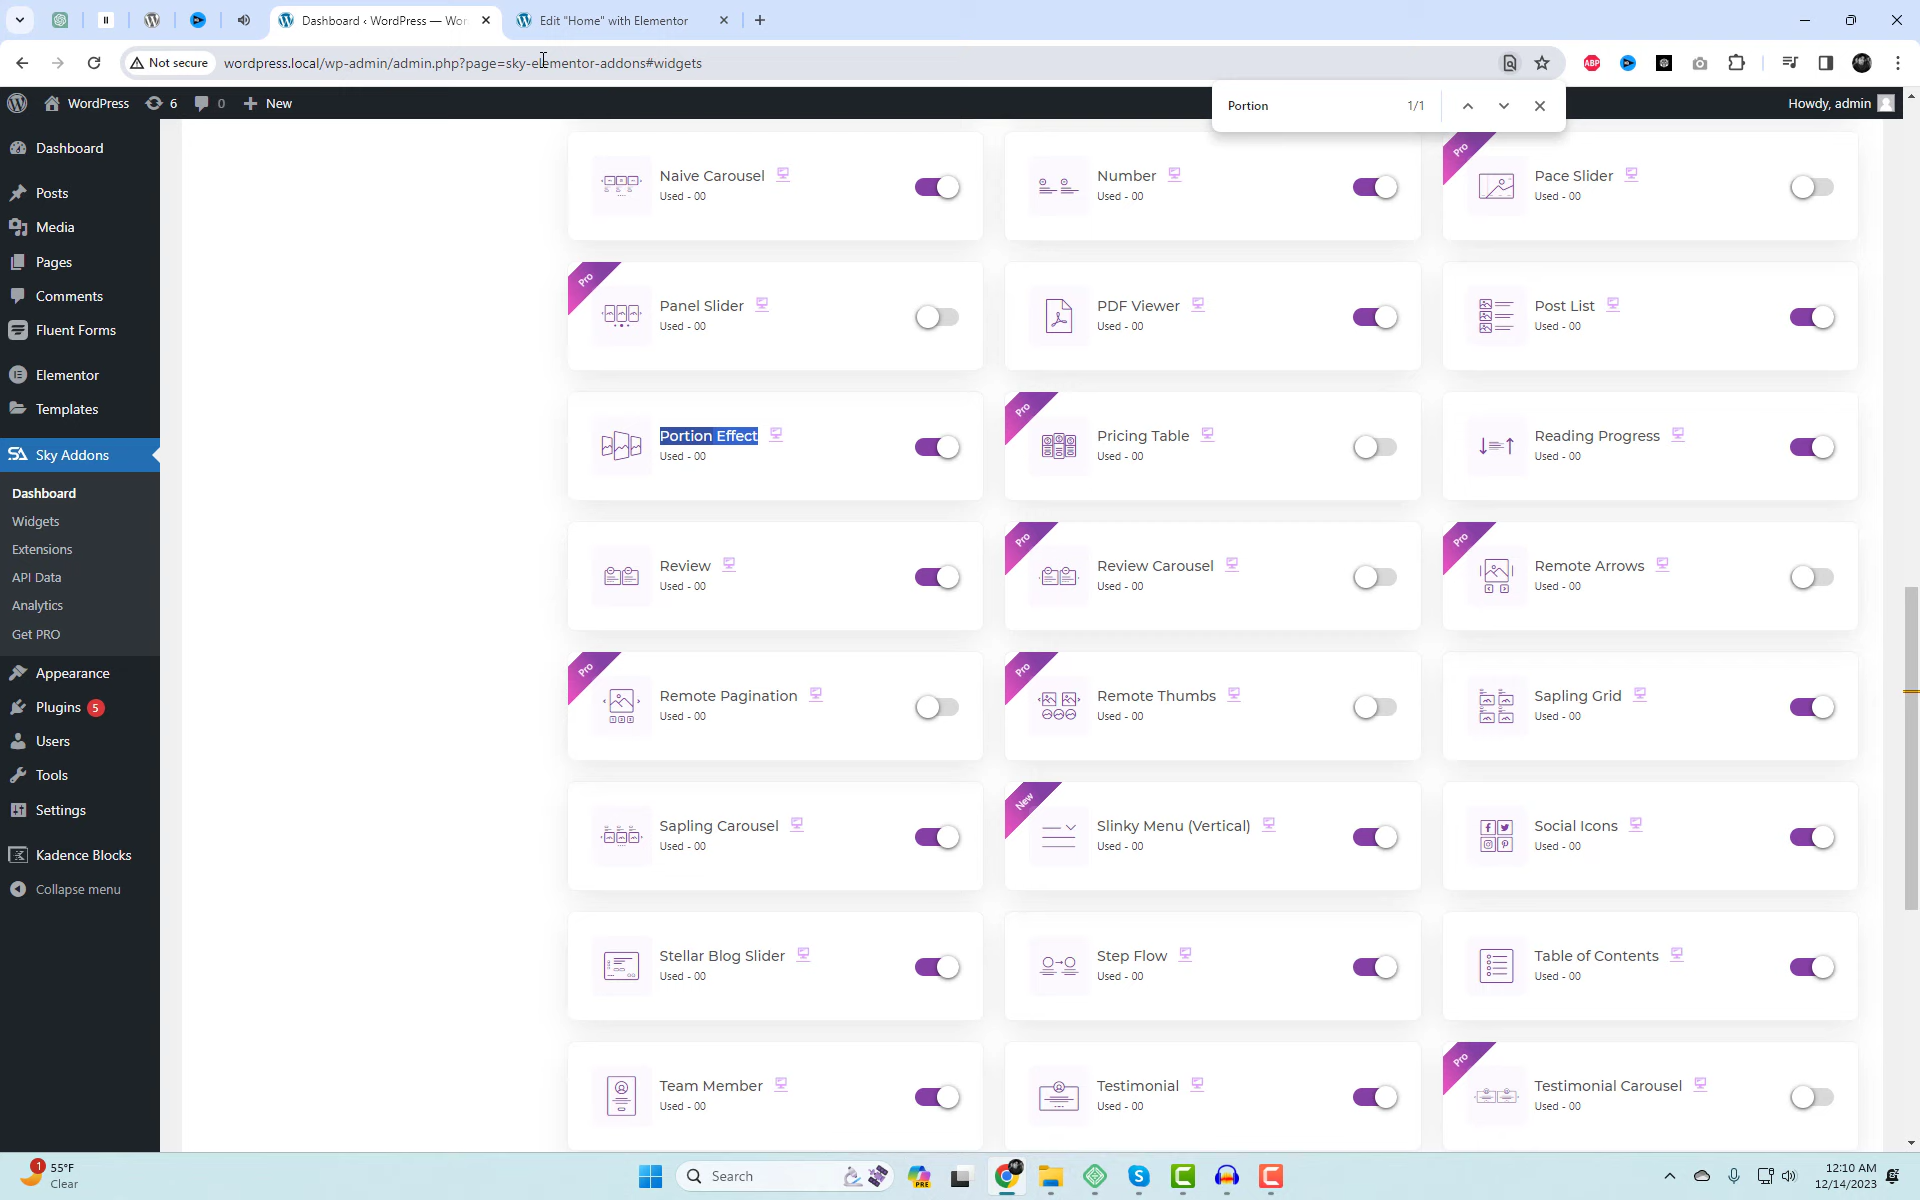 Dashboard ‹ WordPress — Wor
Edit "Home" with Elementor
Not secure
wordpress.local/wp-admin/admin.php?page=sky-elementor-addons#widgets
ABP
WordPress
6
0
New
Portion
1/1
Howdy, admin
Dashboard
Posts
Media
Pages
Comments
Fluent Forms
Elementor
Templates
Sky Addons
Dashboard
Widgets
Extensions
API Data
Analytics
Get PRO
Appearance
Plugins 5
Users
Tools
Settings
Kadence Blocks
Collapse menu
Naive Carousel
Used - 00
Number
Used - 00
Pro
Pace Slider
Used - 00
Pro
Panel Slider
Used - 00
PDF Viewer
Used - 00
Post List
Used - 00
Portion Effect
Used - 00
Pro
Pricing Table
Used - 00
Reading Progress
Used - 00
Review
Used - 00
Pro
Review Carousel
Used - 00
Pro
Remote Arrows
Used - 00
Pro
Remote Pagination
Used - 00
Pro
Remote Thumbs
Used - 00
Sapling Grid
Used - 00
Sapling Carousel
Used - 00
New
Slinky Menu (Vertical)
Used - 00
Social Icons
Used - 00
Stellar Blog Slider
Used - 00
Step Flow
Used - 00
Table of Contents
Used - 00
Team Member
Used - 00
Testimonial
Used - 00
Pro
Testimonial Carousel
Used - 00
1
55°F
Clear
Search
PRE
12:10 AM
12/14/2023